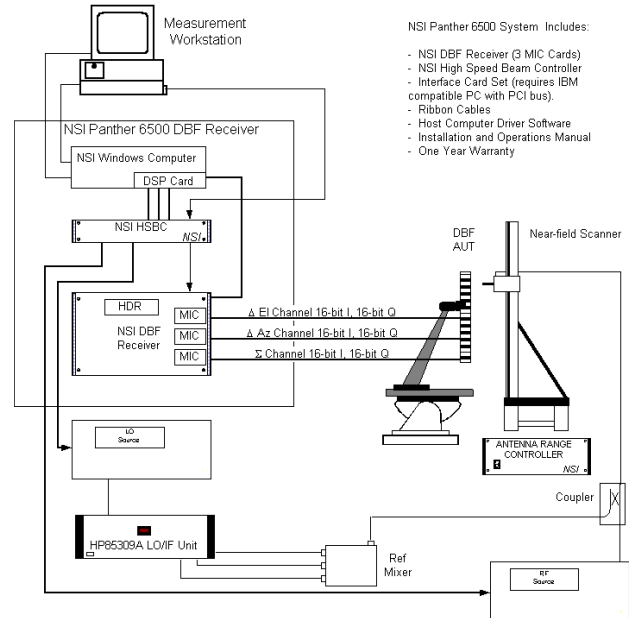 Measurement
Workstation
NSI Panther 6500 System  Includes:
- NSI DBF Receiver (3 MIC Cards)
- NSI High Speed Beam Controller
- Interface Card Set (requires IBM
compatible PC with PCI bus).
- Ribbon Cables
- Host Computer Driver Software
- Installation and Operations Manual
- One Year Warranty
NSI Panther 6500 DBF Receiver
NSI Windows Computer
DSP Card
NSI HSBC
NSI
DBF
AUT
Near-field Scanner
HDR
NSI DBF
Receiver
MIC
MIC
MIC
Δ El Channel 16-bit I, 16-bit Q
Δ Az Channel 16-bit I, 16-bit Q
Σ Channel 16-bit I, 16-bit Q
LO
Source
ANTENNA RANGE
CONTROLLER
NSI
Coupler
HP85309A LO/IF Unit
Ref
Mixer
RF
Source